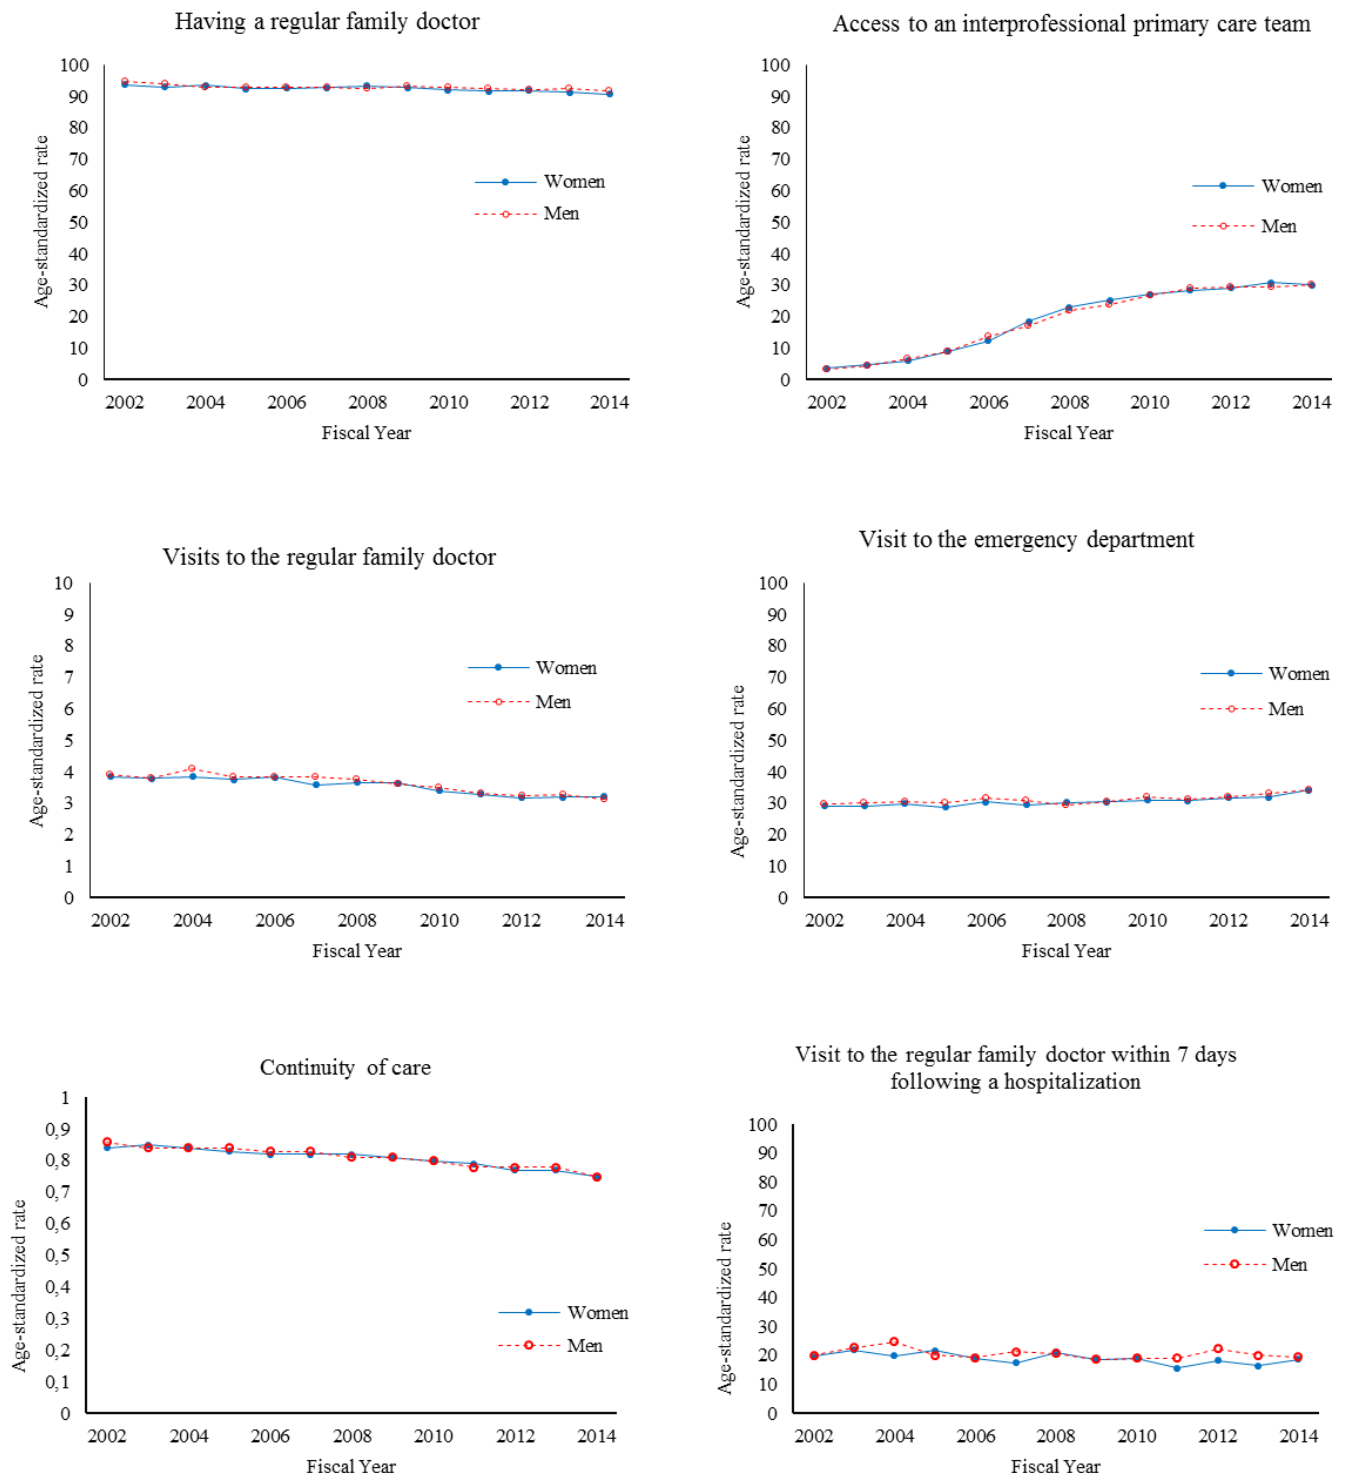 Having a regular family doctor
100
90
80
70
60
50
40
30
20
10
0
Age-standardized rate
Women
Men
2002 2004 2006 2008 2010 2012 2014
Fiscal Year
Access to an interprofessional primary care team
100
90
80
70
60
50
40
30
20
10
0
Age-standardized rate
Women
Men
2002 2004 2006 2008 2010 2012 2014
Fiscal Year
Visits to the regular family doctor
10
9
8
7
6
5
4
3
2
1
0
Age-standardized rate
Women
Men
2002 2004 2006 2008 2010 2012 2014
Fiscal Year
Visit to the emergency department
100
90
80
70
60
50
40
30
20
10
0
Age-standardized rate
Women
Men
2002 2004 2006 2008 2010 2012 2014
Fiscal Year
Continuity of care
1
0,9
0,8
0,7
0,6
0,5
0,4
0,3
0,2
0,1
0
Age-standardized rate
Women
Men
2002 2004 2006 2008 2010 2012 2014
Fiscal Year
Visit to the regular family doctor within 7 days
following a hospitalization
100
90
80
70
60
50
40
30
20
10
0
Age-standardized rate
Women
Men
2002 2004 2006 2008 2010 2012 2014
Fiscal Year